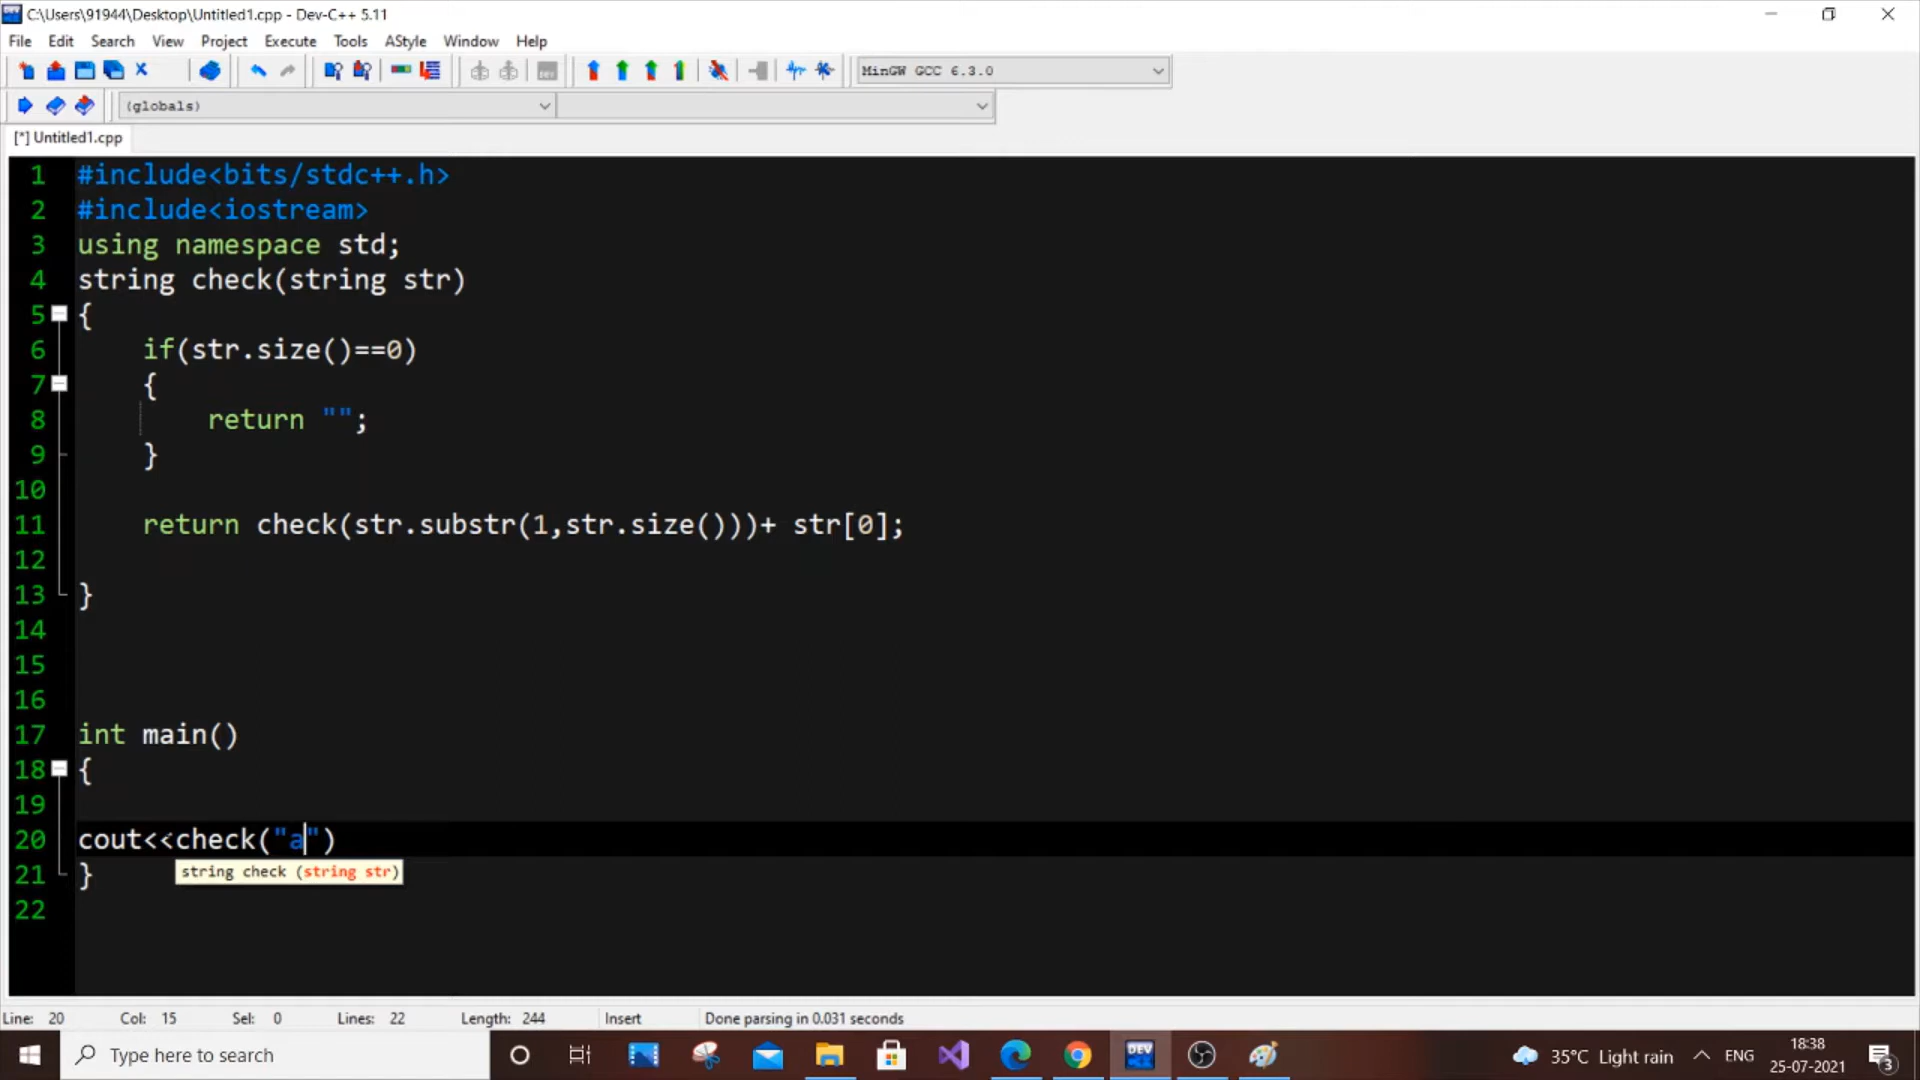 C:\Users\91944\Desktop\Untitled1.cpp - Dev-C++ 5.11
File Edit Search View Project Execute Tools AStyle Window Help
MinGW GCC 6.3.0
(globals)
[*] Untitled1.cpp
1 #include<bits/stdc++.h>
2 #include<iostream>
3 using namespace std;
4 string check(string str)
5 {
6 if(str.size()==0)
7 {
8 return "";
9 }
10
11 return check(str.substr(1,str.size()))+ str[0];
12
13 }
14
15
16
17 int main()
18 {
19
20 cout<<check("a")
string check (string str)
21 }
22
Line: 20 Col: 15 Sel: 0 Lines: 22 Length: 244 Insert Done parsing in 0.031 seconds
Type here to search DEV 35°C Light rain ENG 18:38
25-07-2021 3